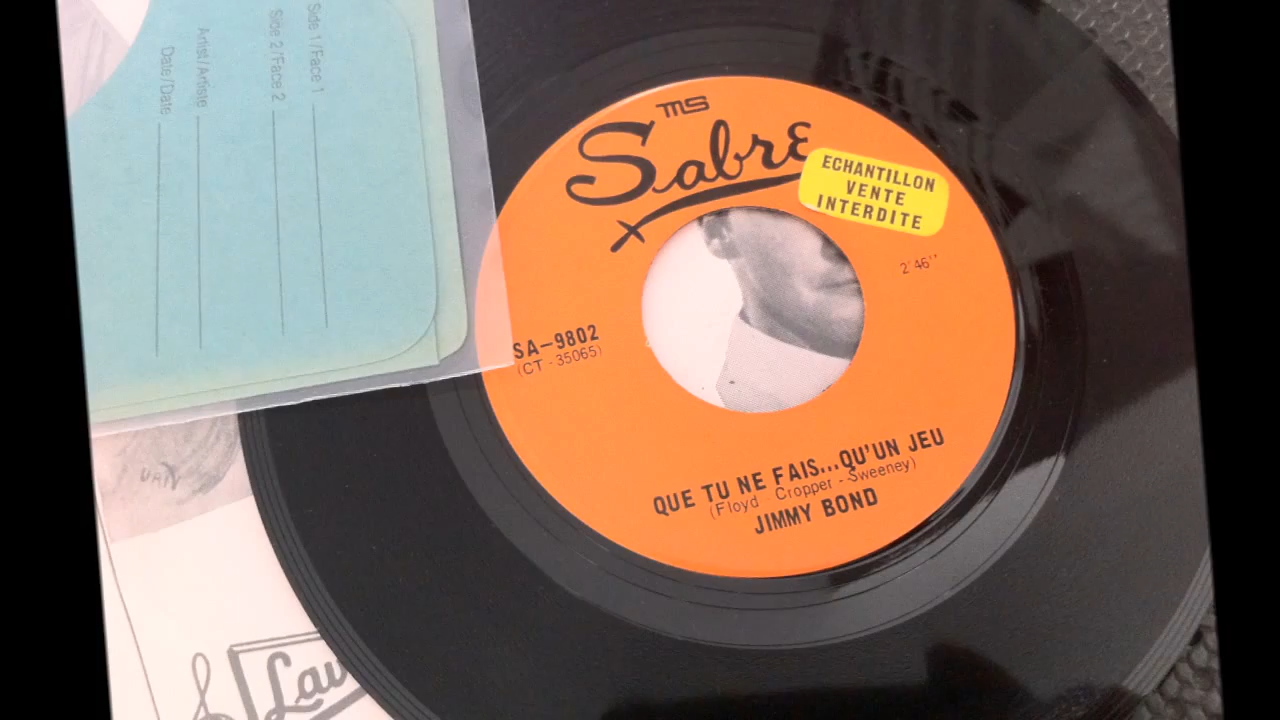 Side 1/Face 1
Side 2/Face 2
Artist/Artiste
Date/Date
MS
Sabre
ECHANTILLON
VENTE
INTERDITE
2'46"
SA-9802
(CT - 35065)
QUE TU NE FAIS...QU'UN JEU
(Floyd Cropper - Sweeney)
JIMMY BOND